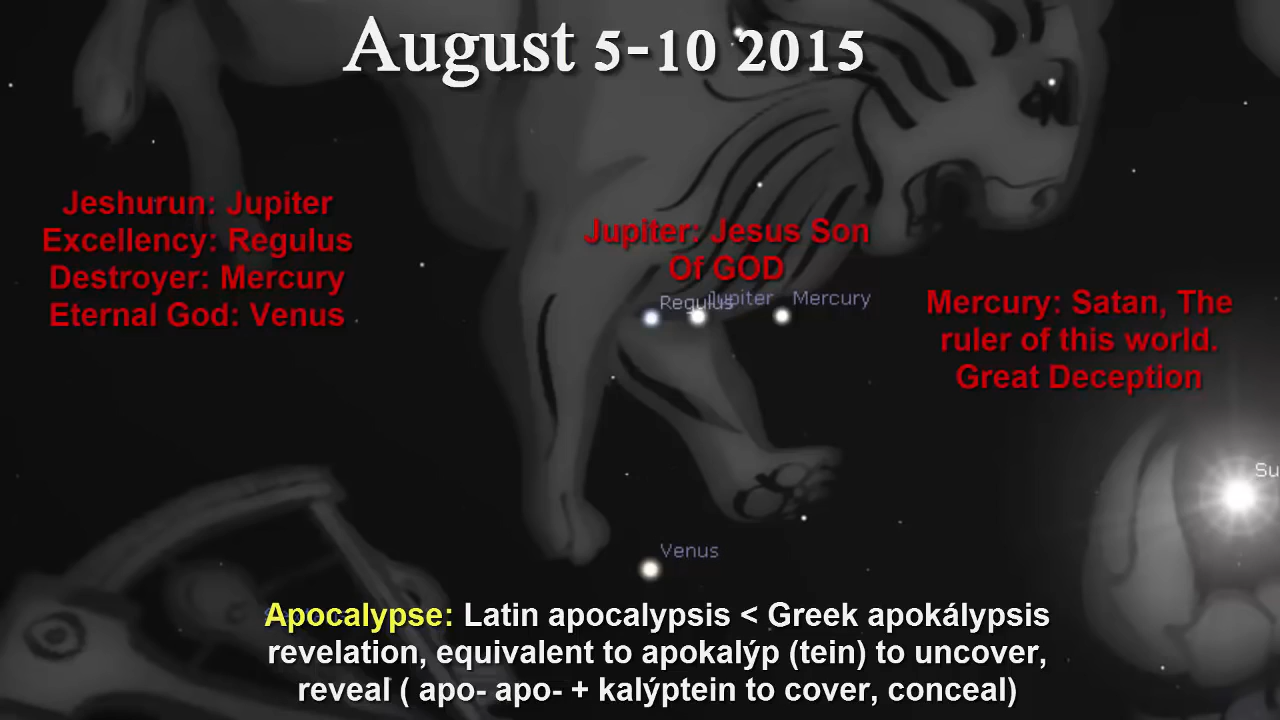 August 5-10 2015
Jeshurun: Jupiter
Excellency: Regulus
Destroyer: Mercury
Eternal God: Venus
Jupiter: Jesus Son
Of GOD
Regulus
Jupiter
Mercury
Mercury: Satan, The
ruler of this world.
Great Deception
Su
Venus
Apocalypse: Latin apocalypsis < Greek apokálypsis
revelation, equivalent to apokalýp (tein) to uncover,
reveal ( apo- apo- + kalýptein to cover, conceal)